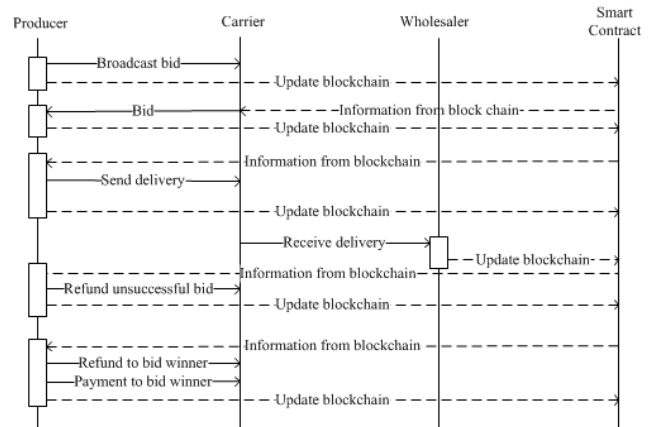 Producer
Carrier
Wholesaler
Smart
Contract
Broadcast bid
Update blockchain
Bid
Information from block chain
Update blockchain
Information from blockchain
Send delivery
Update blockchain
Receive delivery
Update blockchain
Information from blockchain
Refund unsuccessful bid
Update blockchain
Information from blockchain
Refund to bid winner
Payment to bid winner
Update blockchain